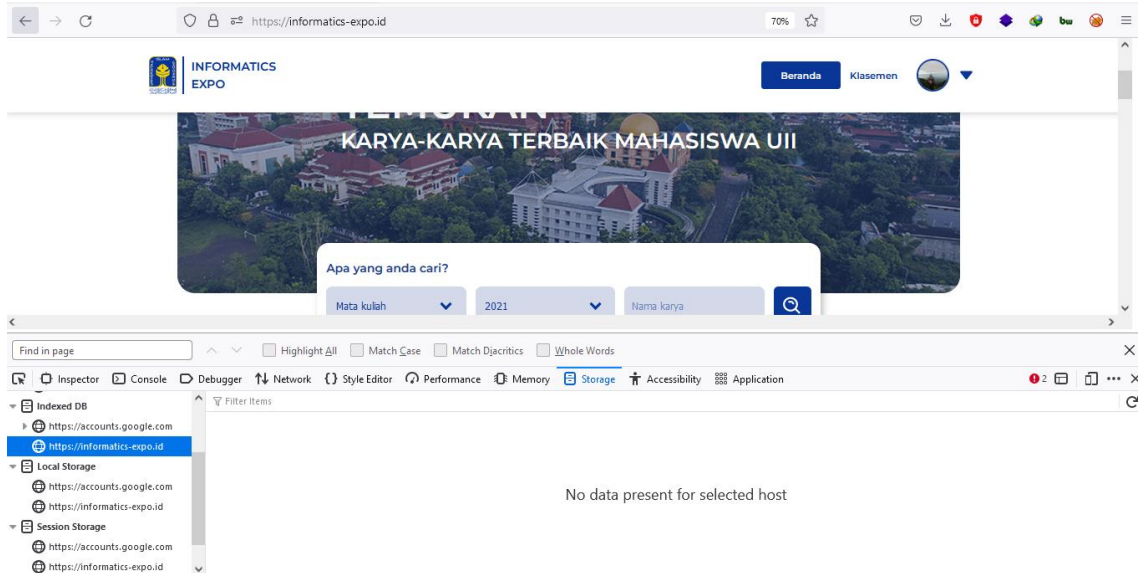 https://informatics-expo.id
70%
INFORMATICS
EXPO
Beranda
Klasemen
TEMUKAN
KARYA-KARYA TERBAIK MAHASISWA UII
Apa yang anda cari?
Mata kuliah
2021
Nama karya
Find in page
Highlight All
Match Case
Match Diacritics
Whole Words
Inspector
Console
Debugger
Network
Style Editor
Performance
Memory
Storage
Accessibility
Application
2
Indexed DB
https://accounts.google.com
https://informatics-expo.id
Local Storage
https://accounts.google.com
https://informatics-expo.id
Session Storage
https://accounts.google.com
https://informatics-expo.id
Filter Items
No data present for selected host